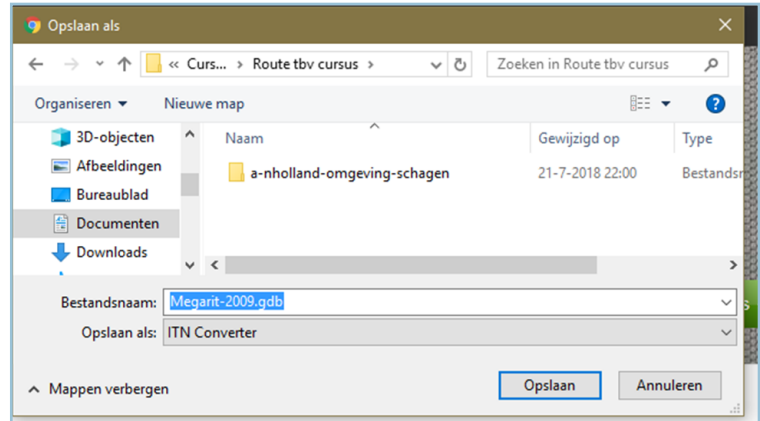 Opslaan als
« Curs... › Route tbv cursus ›
Zoeken in Route tbv cursus
Organiseren
Nieuwe map
?
3D-objecten
Afbeeldingen
Bureaublad
Documenten
Downloads
Naam
Gewijzigd op
Type
a-nholland-omgeving-schagen
21-7-2018 22:00
Bestandsr
Bestandsnaam: Megarit-2009.gdb
Opslaan als: ITN Converter
Mappen verbergen
Opslaan
Annuleren
s